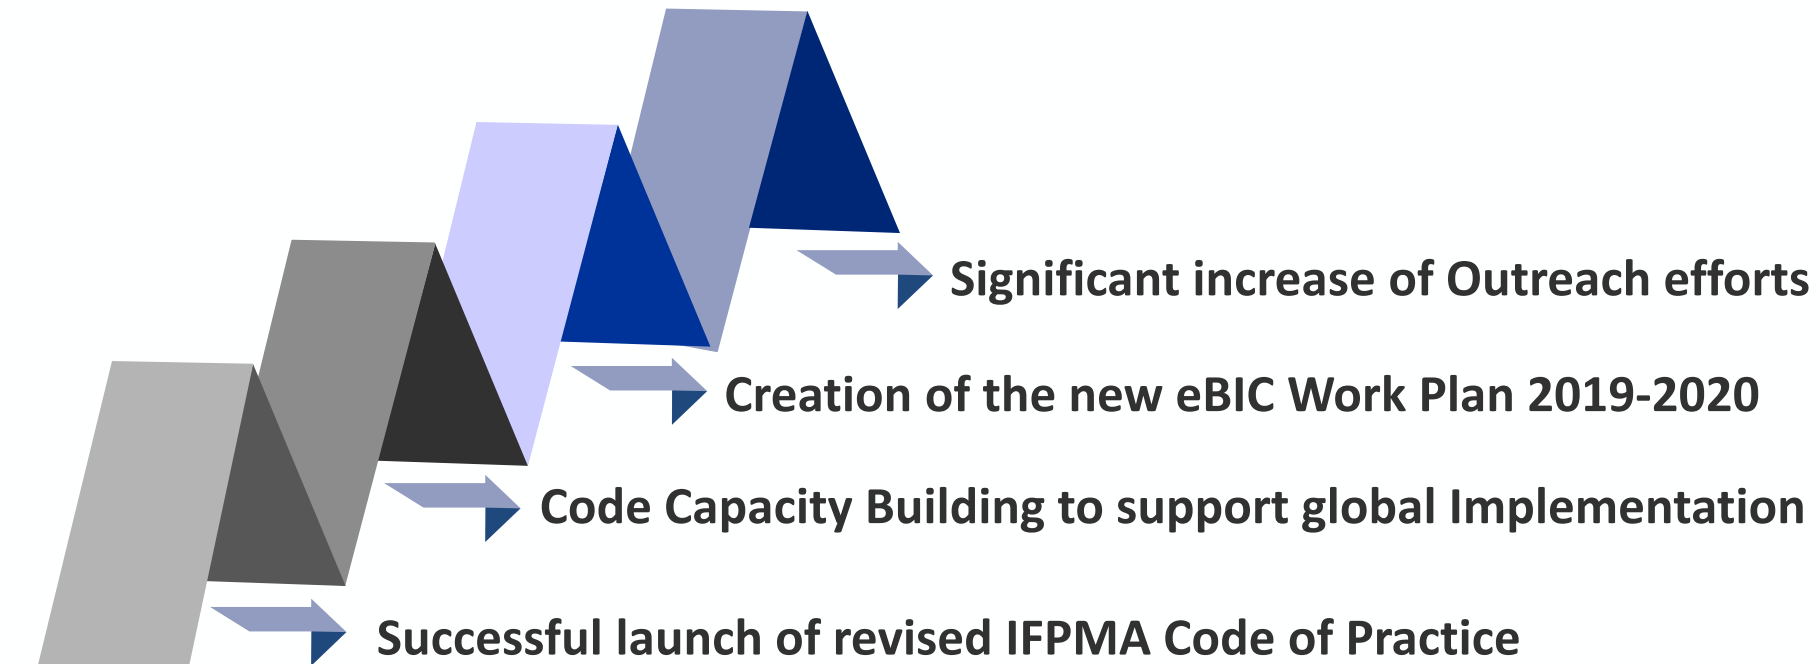 Significant increase of Outreach efforts
Creation of the new eBIC Work Plan 2019-2020
Code Capacity Building to support global Implementation
Successful launch of revised IFPMA Code of Practice